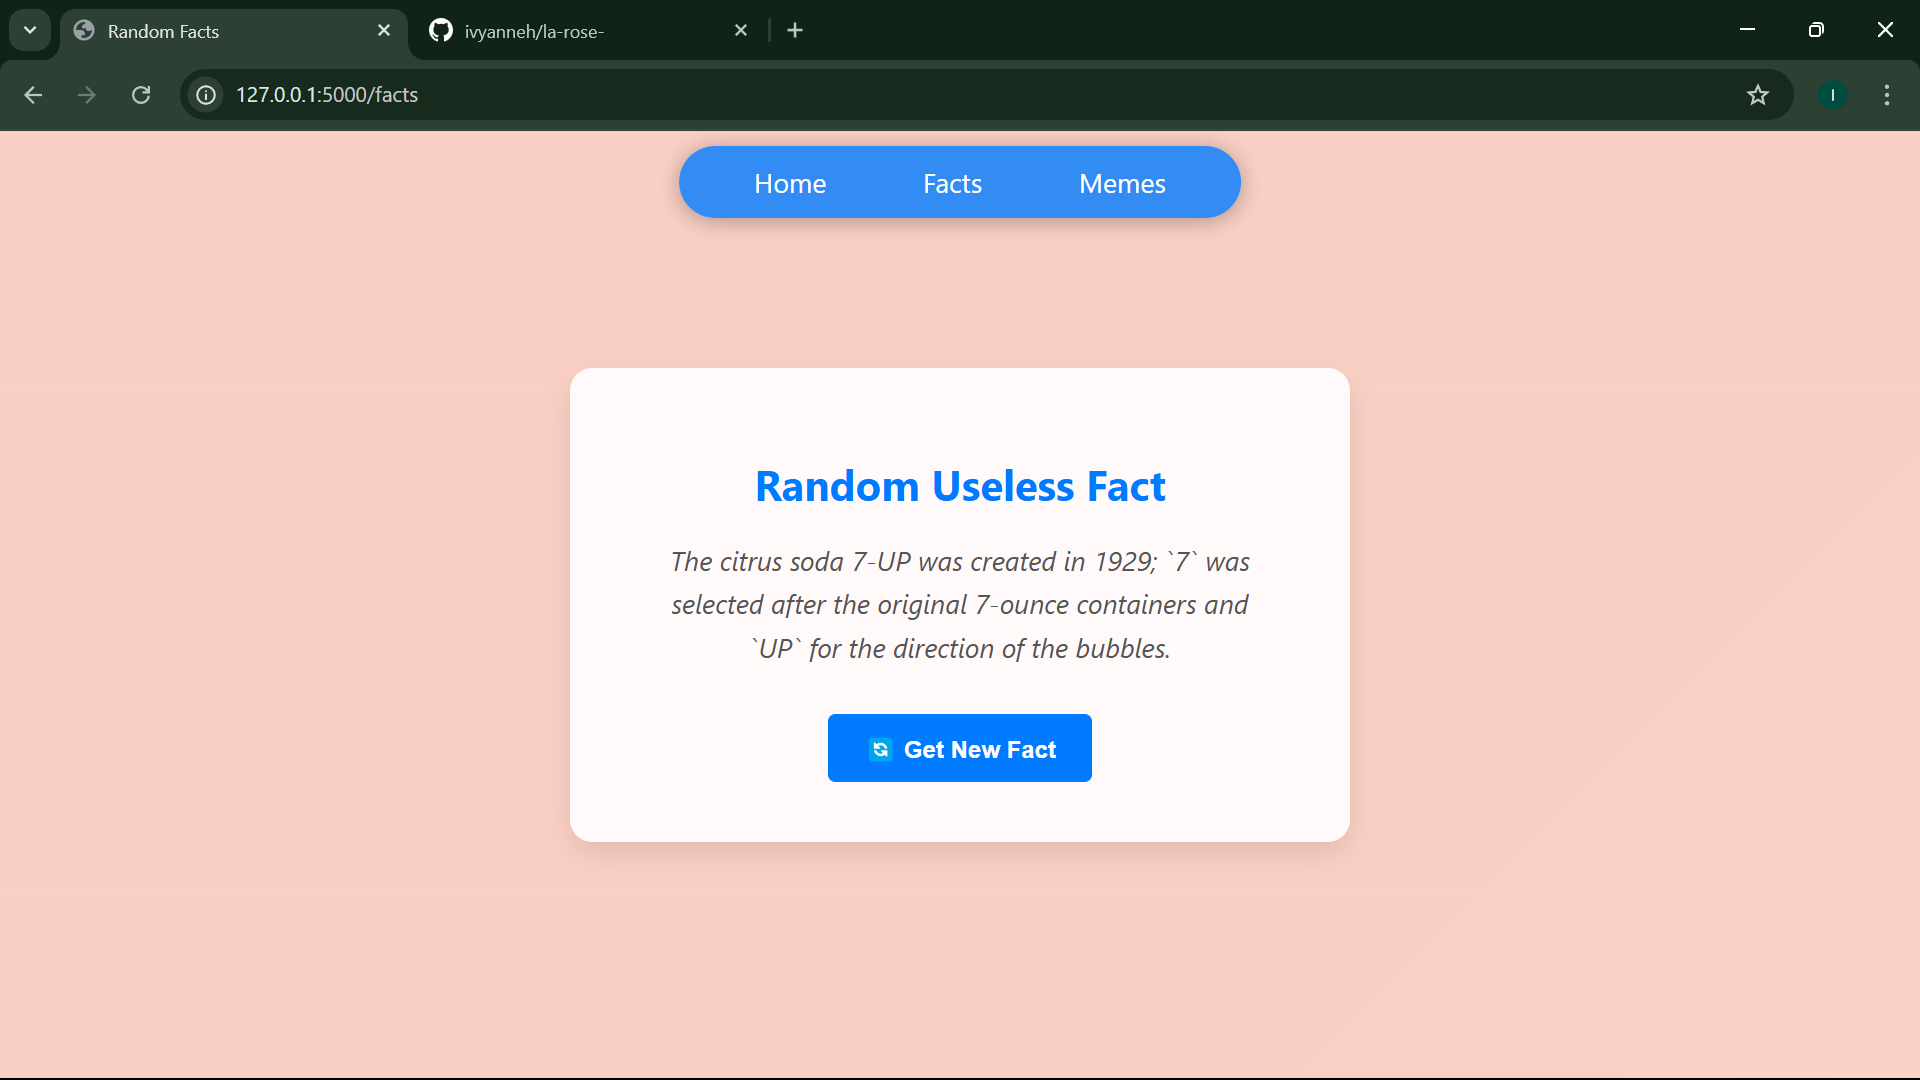 Random Facts
ivyanneh/la-rose-
127.0.0.1:5000/facts
I
Home Facts Memes
Random Useless Fact
The citrus soda 7-UP was created in 1929; `7` was
selected after the original 7-ounce containers and
`UP` for the direction of the bubbles.
Get New Fact